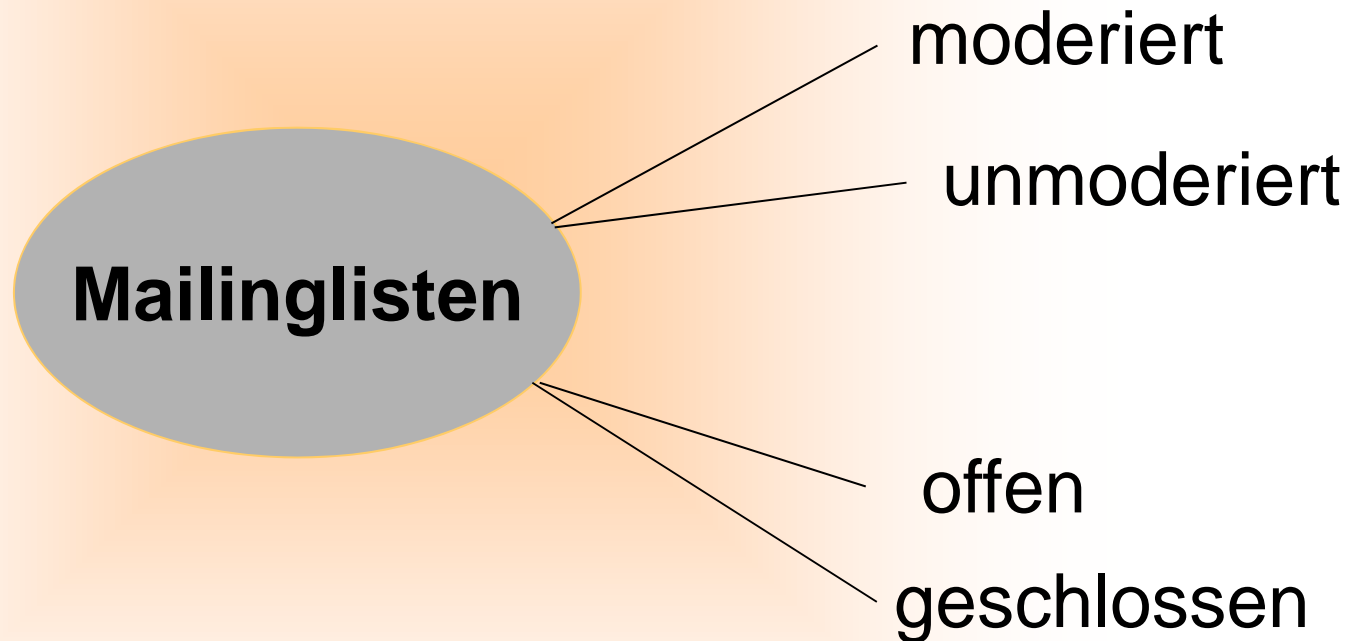 moderiert
unmoderiert
Mailinglisten
offen
geschlossen